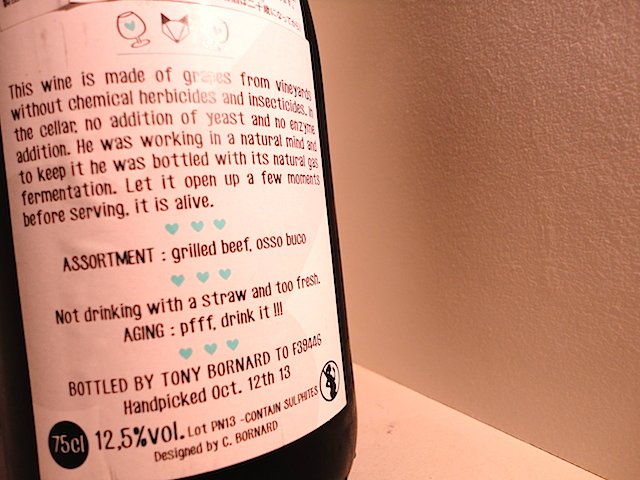 This wine is made of grapes from vineyards
without chemical herbicides and insecticides. In
the cellar, no addition of yeast and no enzyme
addition. He was working in a natural mind and
to keep it he was bottled with its natural gas
fermentation. Let it open up a few moments
before serving, it is alive.
ASSORTMENT : grilled beef, osso buco
Not drinking with a straw and too fresh.
AGING : pfff, drink it !!!
BOTTLED BY TONY BORNARD TO F39446
Handpicked Oct. 12th 13
75cl 12,5%vol. Lot PN13 -CONTAIN SULPHITES
Designed by C. BORNARD